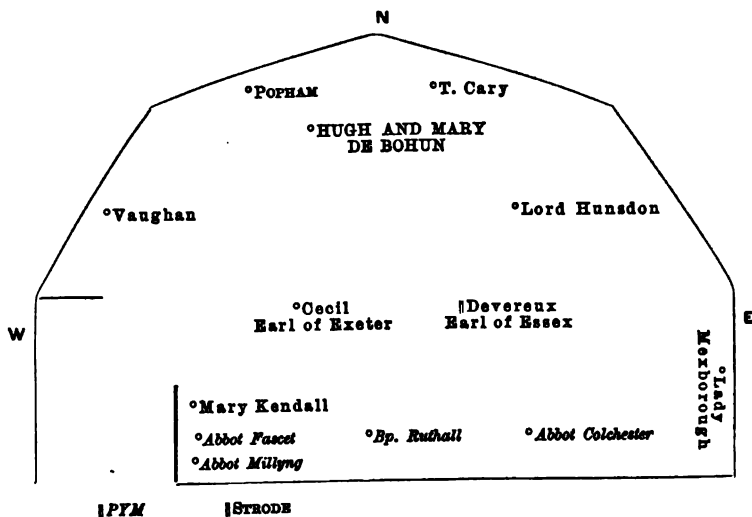 N
°POPHAM
°T. Cary
°HUGH AND MARY
DE BOHUN
°Vaughan
°Lord Hunsdon
°Cecil
Earl of Exeter
Devereux
Earl of Essex
W
E
°Lady
Mexborough
°Mary Kendall
°Abbot Fascet
°Bp. Ruthall
°Abbot Colchester
°Abbot Millyng
PYM
STRODE